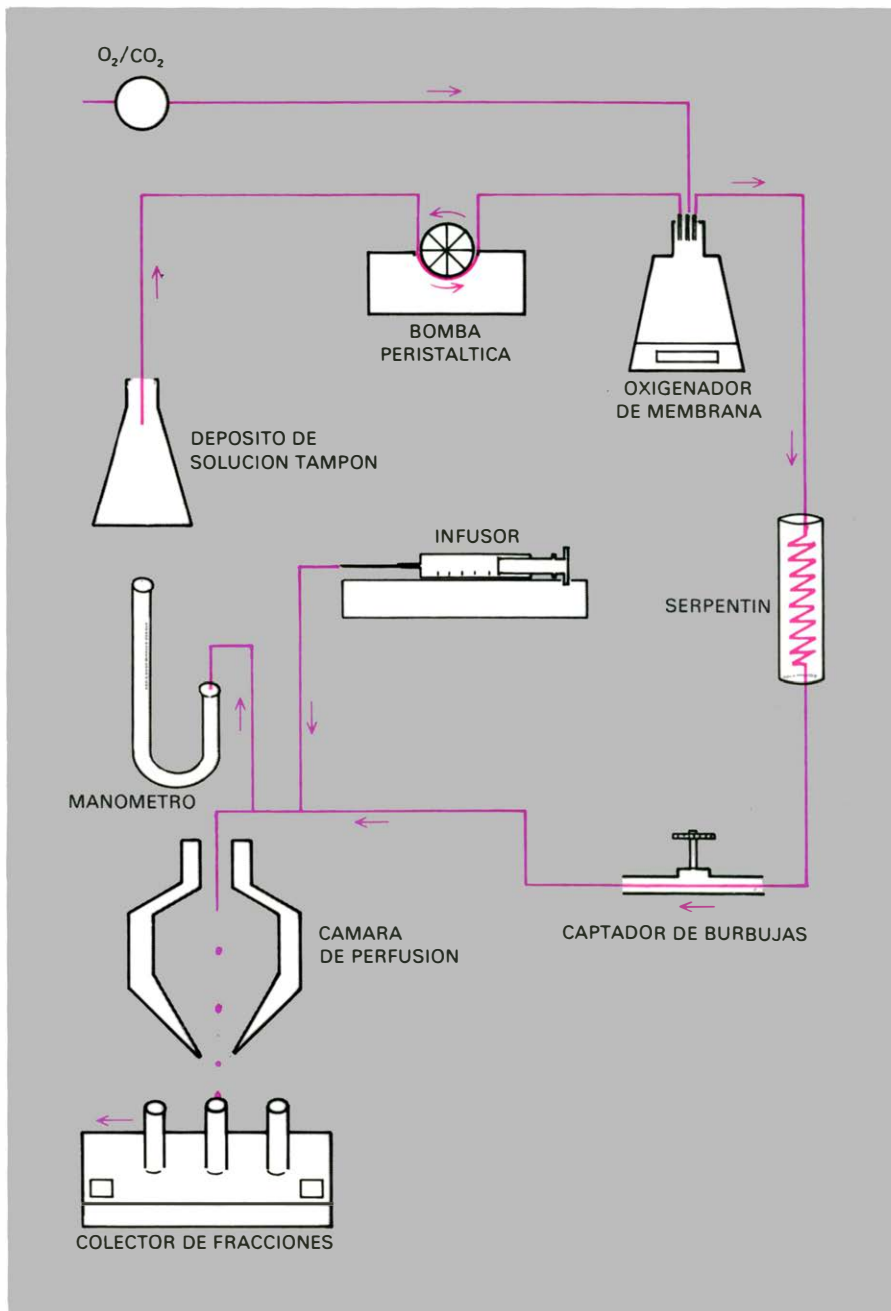 O₂/CO₂
BOMBA
PERISTALTICA
OXIGENADOR
DE MEMBRANA
DEPOSITO DE
SOLUCION TAMPON
INFUSOR
SERPENTIN
MANOMETRO
CAMARA
DE PERFUSION
CAPTADOR DE BURBUJAS
COLECTOR DE FRACCIONES